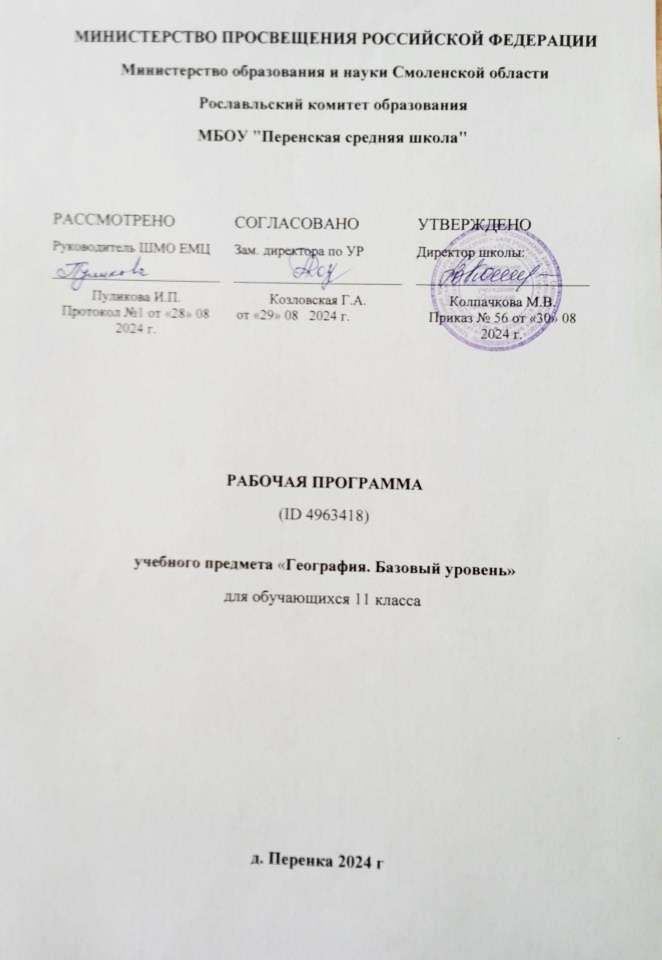 МИНИСТЕРСТВО ПРОСВЕЩЕНИЯ РОССИЙСКОЙ ФЕДЕРАЦИИ
Министерство образования и науки Смоленской области
Рославльский комитет образования
МБОУ "Перенская средняя школа"
РАССМОТРЕНО
Руководитель ШМО ЕМЦ
Пуликова
Пуликова И.П.
Протокол №1 от «28» 08
2024 г.
СОГЛАСОВАНО
Зам. директора по УР
Козловская Г.А.
от «29» 08 2024 г.
УТВЕРЖДЕНО
Директор школы:
Колпачкова М.В.
Приказ № 56 от «30» 08
2024 г.
РАБОЧАЯ ПРОГРАММА
(ID 4963418)
учебного предмета «География. Базовый уровень»
для обучающихся 11 класса
д. Перенка 2024 г